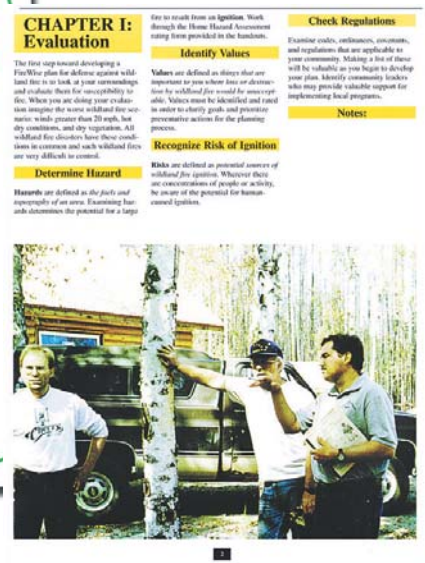 CHAPTER I:
Evaluation
The first step toward developing a
FireWise plan for defense against wild-
land fire is to look at your surroundings
and evaluate them for susceptibility to
fire. When you are doing your evalua-
tion imagine the worst wildland fire sce-
nario: winds greater than 20 mph, hot
dry conditions, and dry vegetation. All
wildland fire disasters have these condi-
tions in common and such wildland fires
are very difficult to control.
Determine Hazard
Hazards are defined as the fuels and
topography of an area. Examining haz-
ards determines the potential for a large
fire to result from an ignition. Work
through the Home Hazard Assessment
rating form provided in the handouts.
Identify Values
Values are defined as things that are
important to you where loss or destruc-
tion by wildland fire would be unaccept-
able. Values must be identified and rated
in order to clarify goals and prioritize
preventative actions for the planning
process.
Recognize Risk of Ignition
Risks are defined as potential sources of
wildland fire ignition. Wherever there
are concentrations of people or activity,
be aware of the potential for human-
caused ignition.
Check Regulations
Examine codes, ordinances, covenants,
and regulations that are applicable to
your community. Making a list of these
will be valuable as you begin to develop
your plan. Identify community leaders
who may provide valuable support for
implementing local programs.
Notes:
2